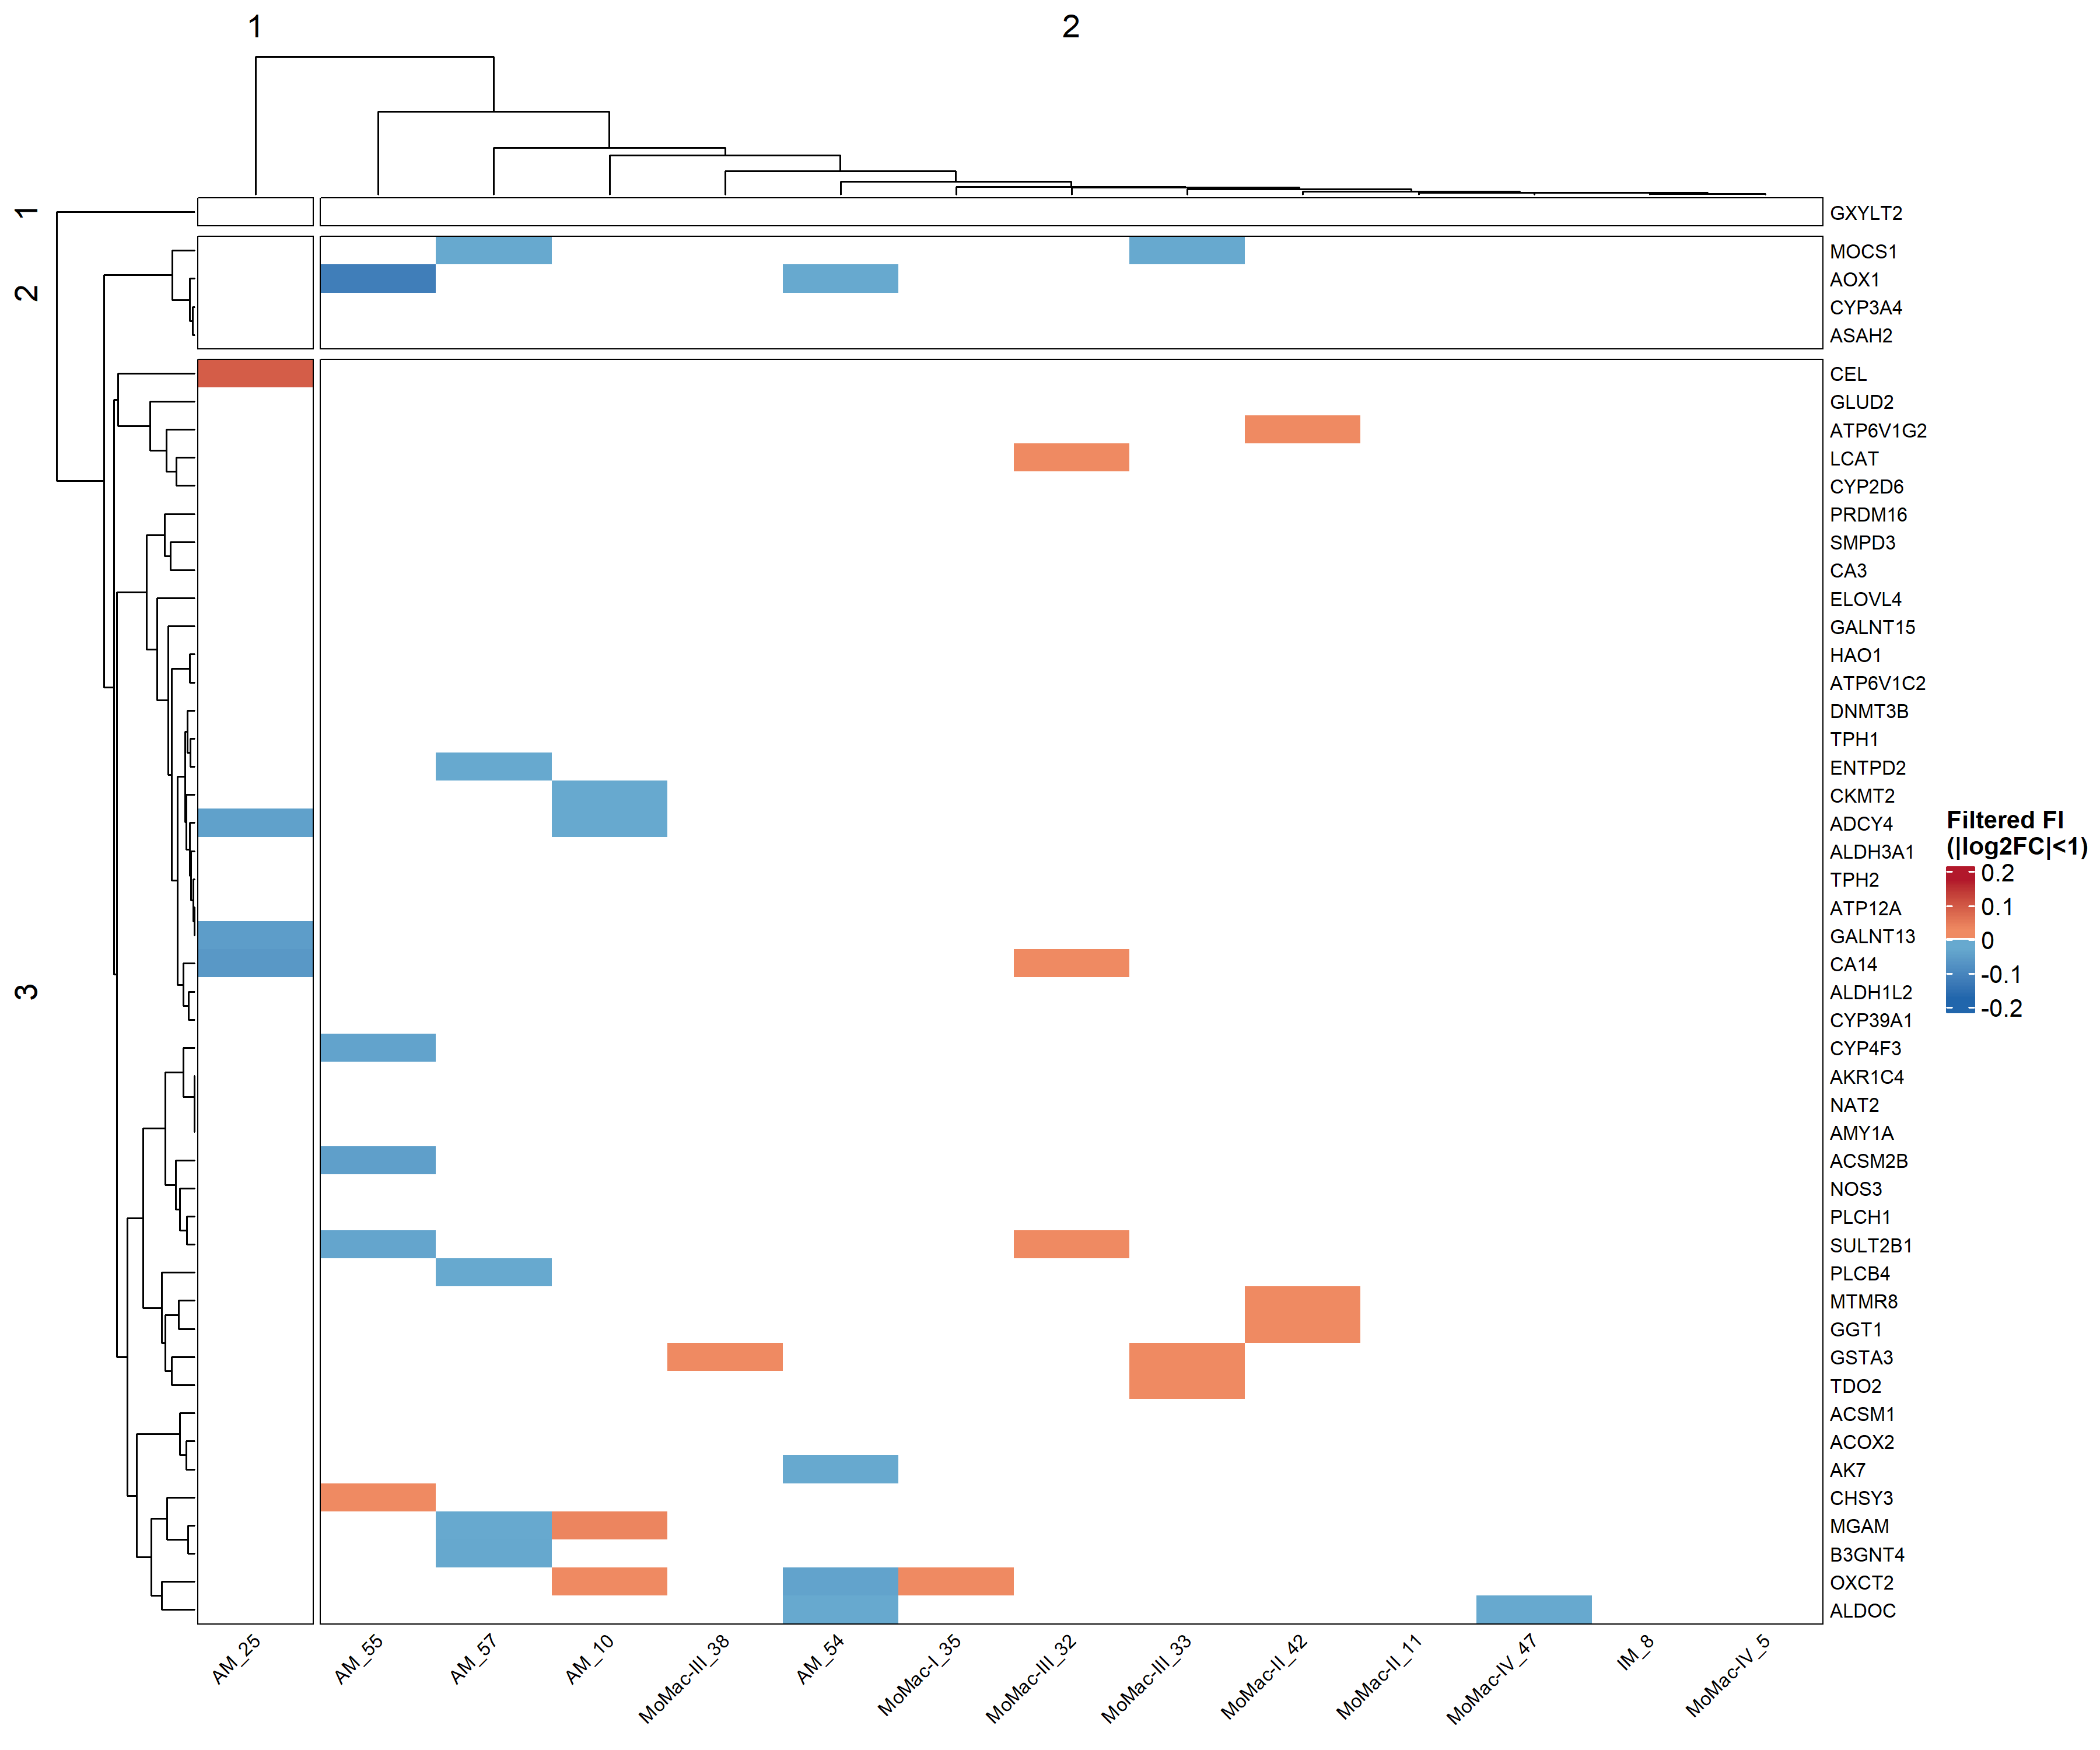 1
2
1
2
3
GXYLT2
MOCS1
AOX1
CYP3A4
ASAH2
CEL
GLUD2
ATP6V1G2
LCAT
CYP2D6
PRDM16
SMPD3
CA3
ELOVL4
GALNT15
HAO1
ATP6V1C2
DNMT3B
TPH1
ENTPD2
CKMT2
ADCY4
ALDH3A1
TPH2
ATP12A
GALNT13
CA14
ALDH1L2
CYP39A1
CYP4F3
AKR1C4
NAT2
AMY1A
ACSM2B
NOS3
PLCH1
SULT2B1
PLCB4
MTMR8
GGT1
GSTA3
TDO2
ACSM1
ACOX2
AK7
CHSY3
MGAM
B3GNT4
OXCT2
ALDOC
AM_25
AM_55
AM_57
AM_10
MoMac-III_38
AM_54
MoMac-I_35
MoMac-III_32
MoMac-III_33
MoMac-II_42
MoMac-II_11
MoMac-IV_47
IM_8
MoMac-IV_5
Filtered FI
(|log2FC|<1)
0.2
0.1
0
-0.1
-0.2